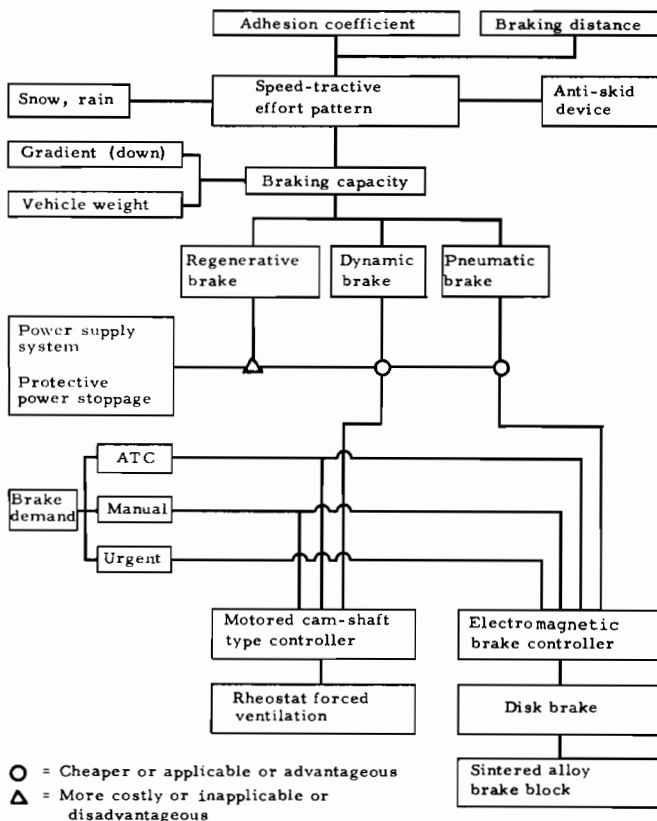 Adhesion coefficient
Braking distance
Snow, rain
Speed-tractive
effort pattern
Anti-skid
device
Gradient (down)
Vehicle weight
Braking capacity
Regenerative
brake
Dynamic
brake
Pneumatic
brake
Power supply
system
Protective
power stoppage
Brake
demand
ATC
Manual
Urgent
Motored cam-shaft
type controller
Electromagnetic
brake controller
Rheostat forced
ventilation
Disk brake
Sintered alloy
brake block
O = Cheaper or applicable or advantageous
△ = More costly or inapplicable or
disadvantageous